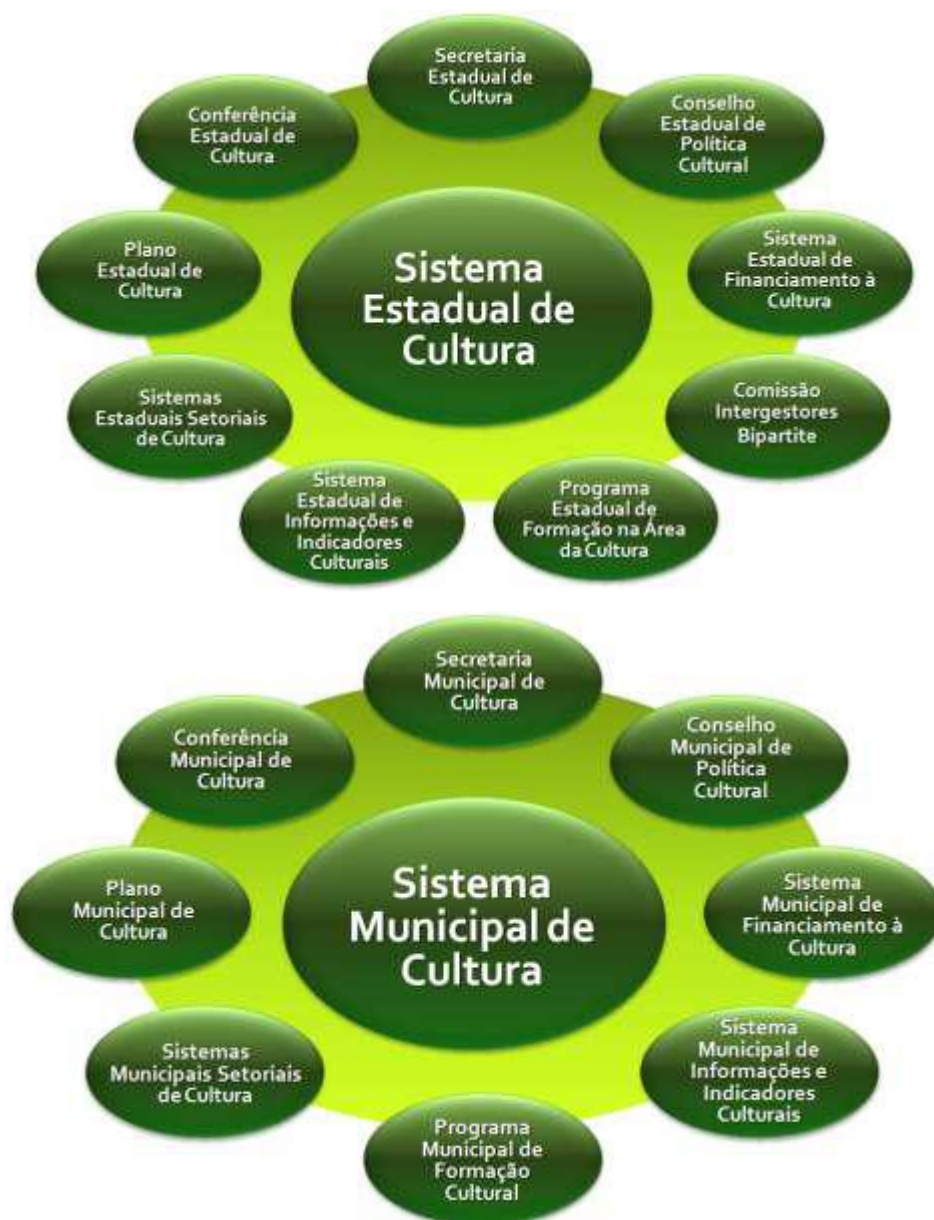 Secretaria
Estadual de
Cultura
Conselho
Estadual de
Política
Cultural
Sistema
Estadual de
Financiamento à
Cultura
Comissão
Intergestores
Bipartite
Programa
Estadual de
Formação na Área
da Cultura
Sistema
Estadual de
Informações e
Indicadores
Culturais
Sistemas
Estaduais Setoriais
de Cultura
Plano
Estadual de
Cultura
Conferência
Estadual de
Cultura
Sistema
Estadual de
Cultura
Secretaria
Municipal de
Cultura
Conselho
Municipal de
Política
Cultural
Sistema
Municipal de
Financiamento à
Cultura
Sistema
Municipal de
Informações e
Indicadores
Culturais
Programa
Municipal de
Formação
Cultural
Sistemas
Municipais Setoriais
de Cultura
Plano
Municipal de
Cultura
Conferência
Municipal de
Cultura
Sistema
Municipal de
Cultura